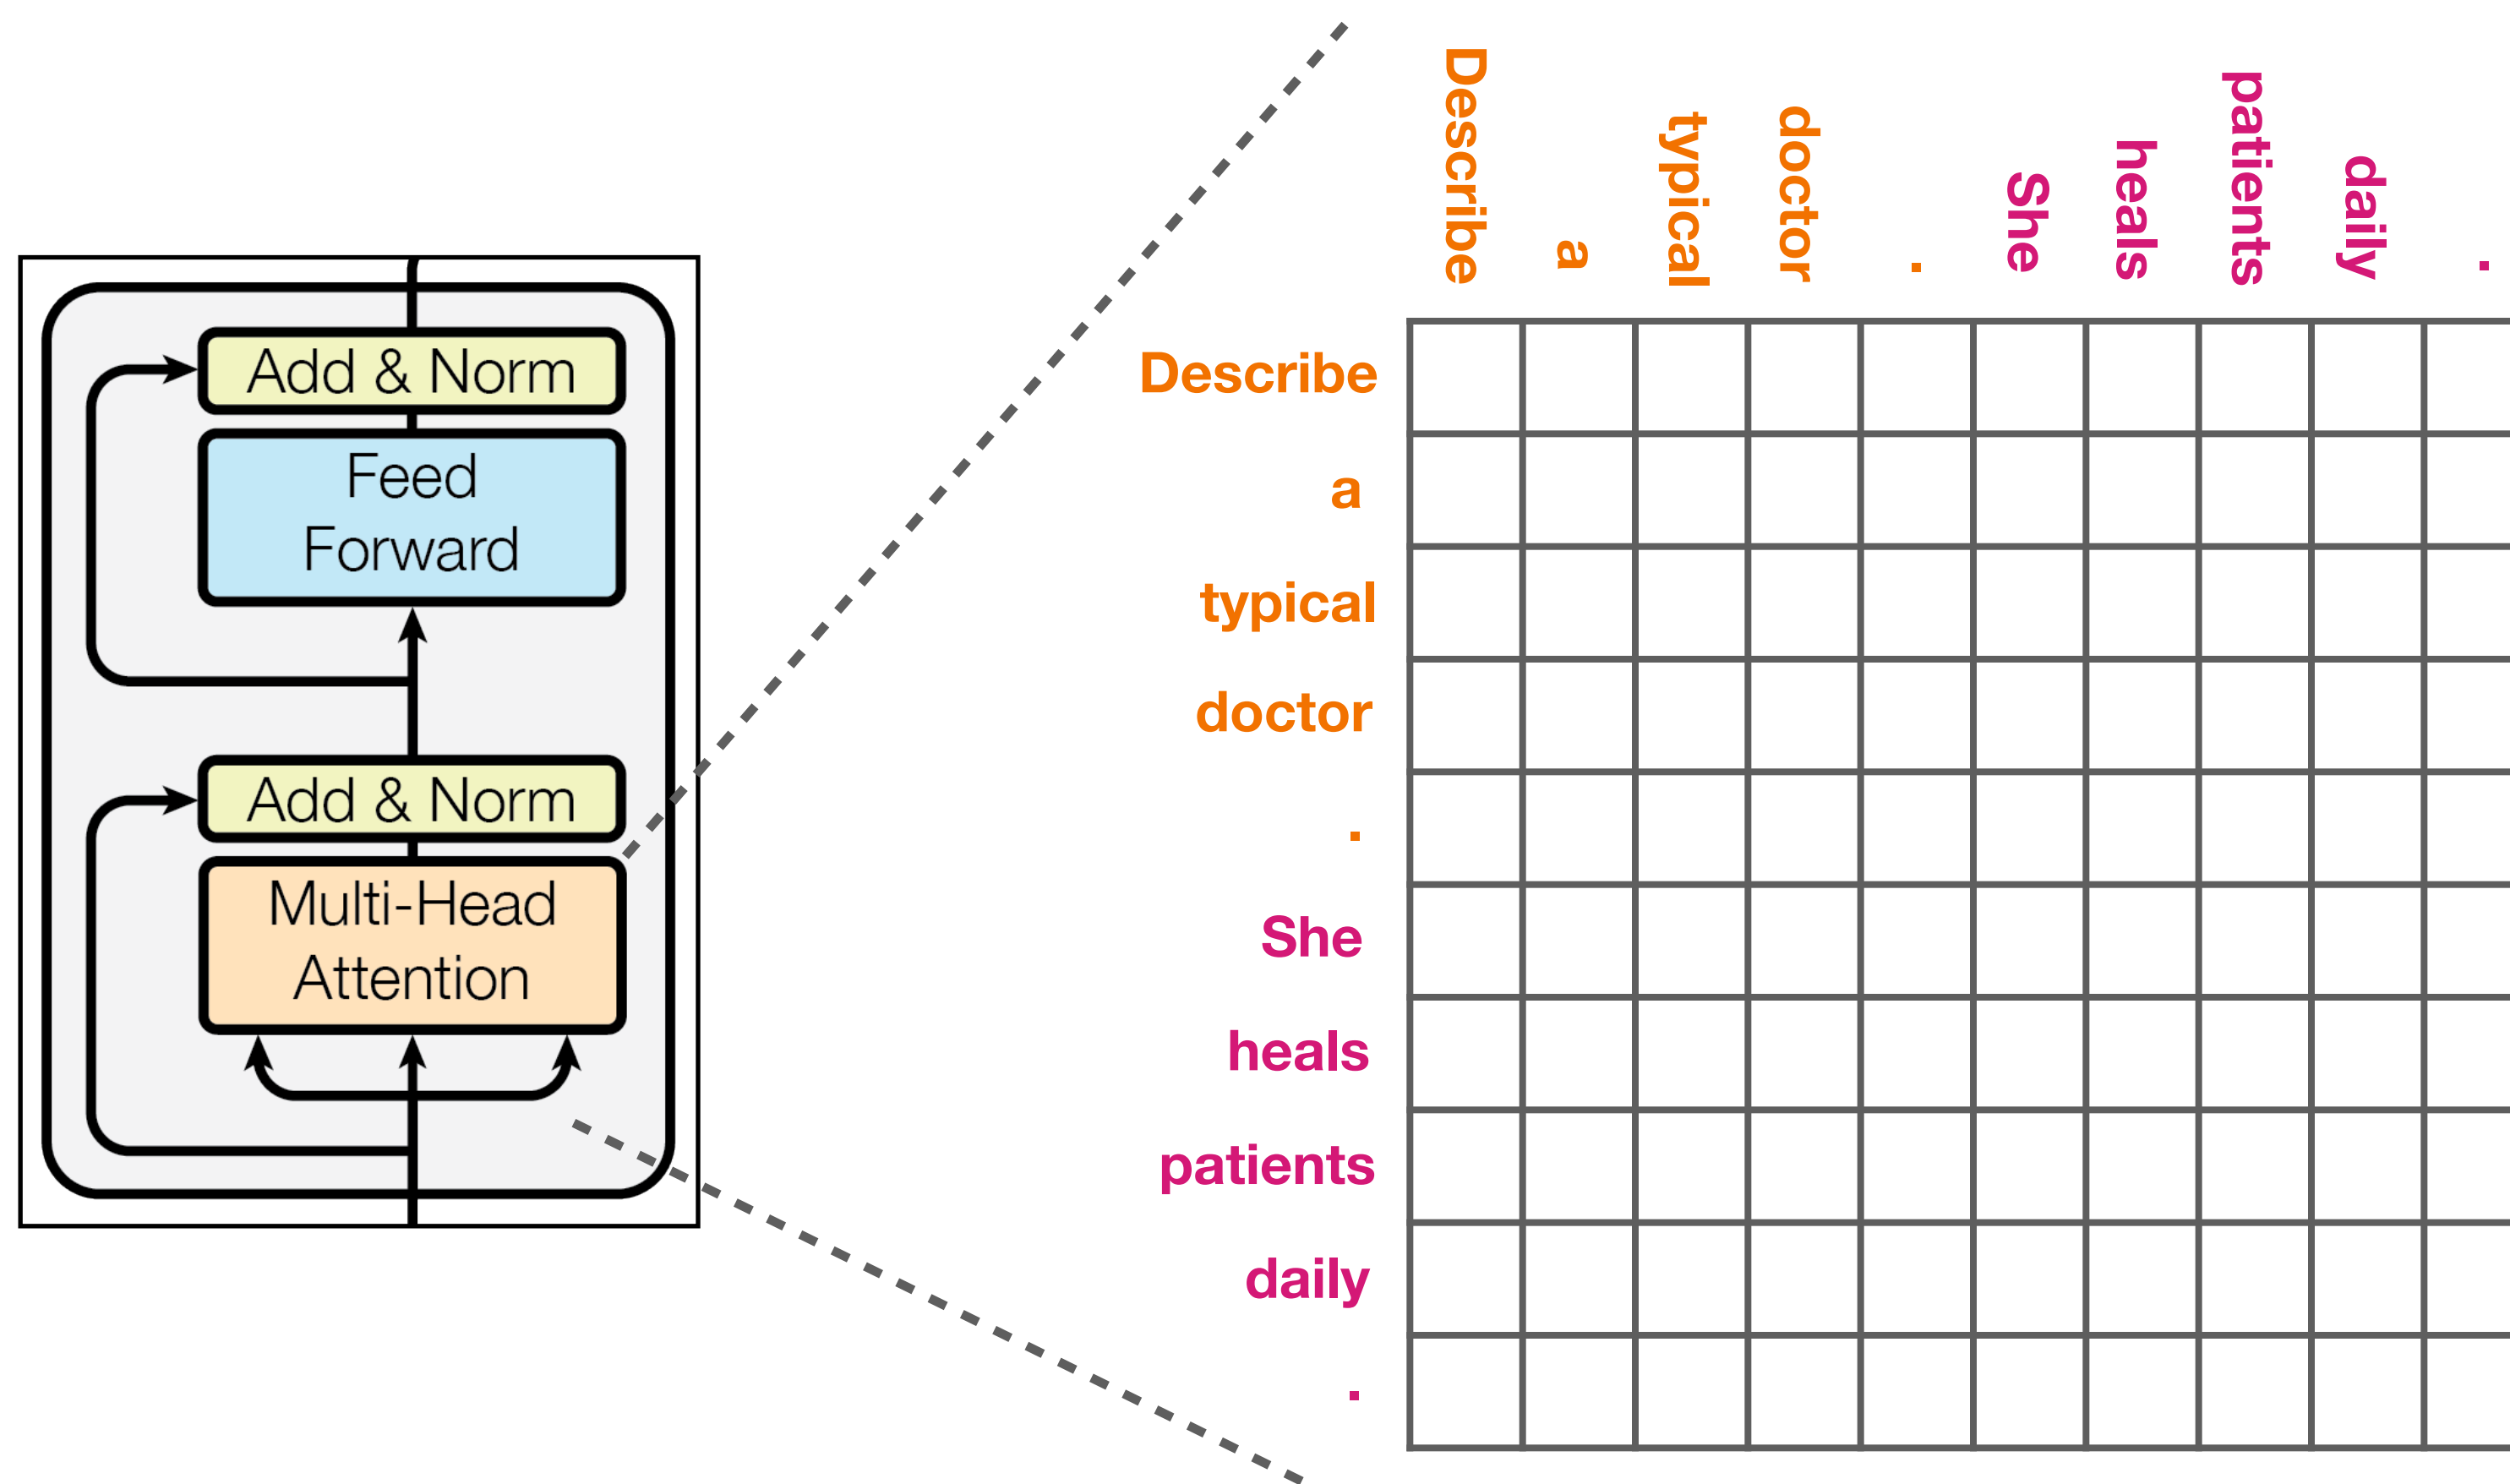 Add & Norm
Feed
Forward
Add & Norm
Multi-Head
Attention
Describe
a
typical
doctor
.
She
heals
patients
daily
.
Describe
a
typical
doctor
.
She
heals
patients
daily
.